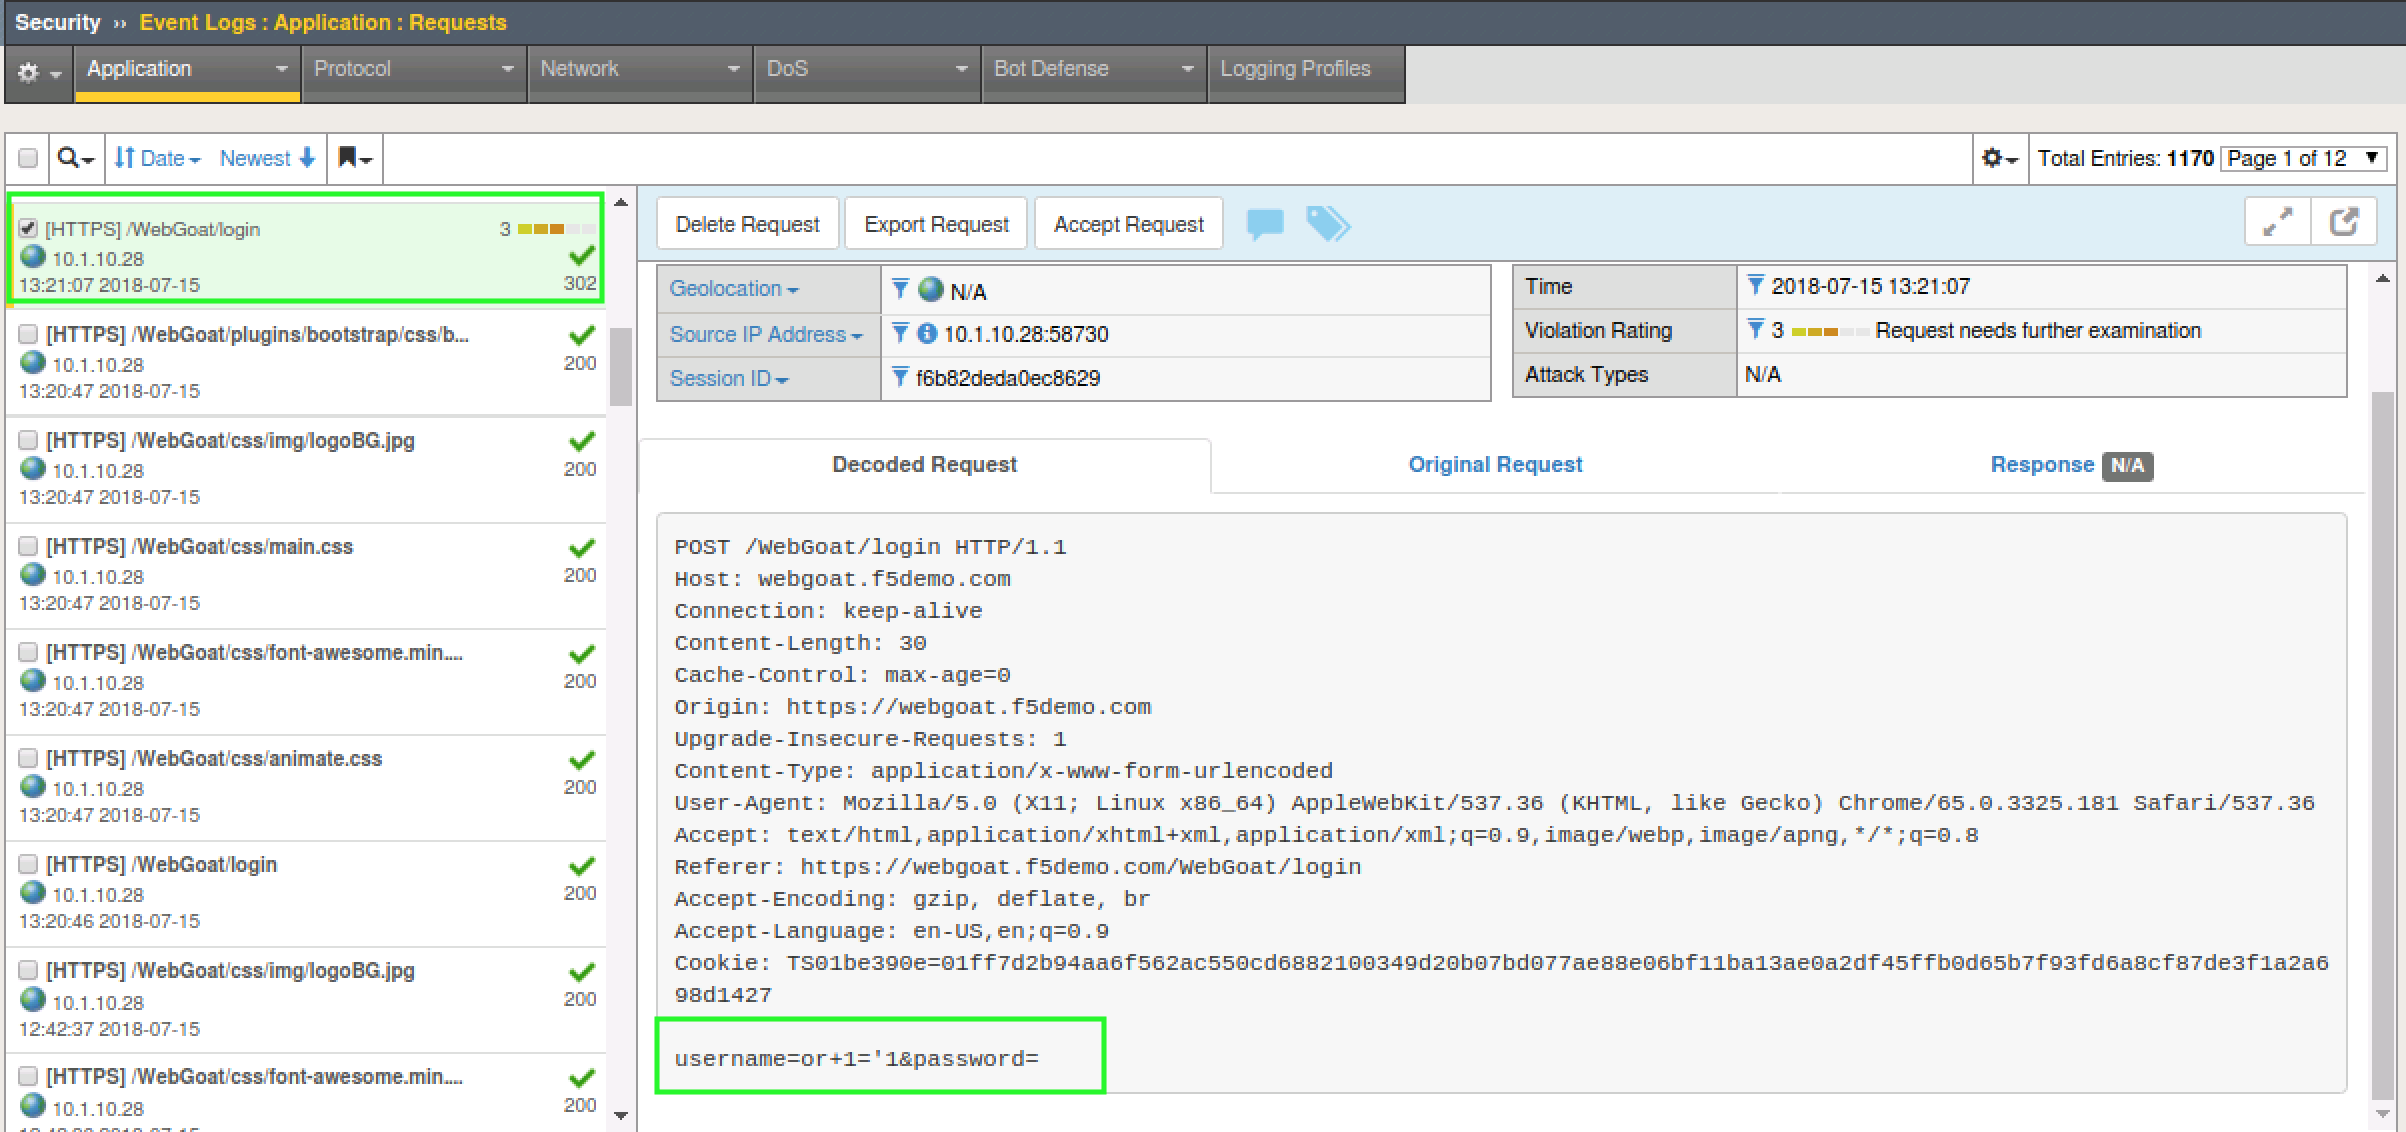 Security ›› Event Logs : Application : Requests
Application Protocol Network DoS Bot Defense Logging Profiles
Date Newest Total Entries: 1170 Page 1 of 12
[HTTPS] /WebGoat/login 3
10.1.10.28
13:21:07 2018-07-15 302
[HTTPS] /WebGoat/plugins/bootstrap/css/b...
10.1.10.28 200
13:20:47 2018-07-15
[HTTPS] /WebGoat/css/img/logoBG.jpg
10.1.10.28 200
13:20:47 2018-07-15
[HTTPS] /WebGoat/css/main.css
10.1.10.28 200
13:20:47 2018-07-15
[HTTPS] /WebGoat/css/font-awesome.min....
10.1.10.28 200
13:20:47 2018-07-15
[HTTPS] /WebGoat/css/animate.css
10.1.10.28 200
13:20:47 2018-07-15
[HTTPS] /WebGoat/login
10.1.10.28 200
13:20:46 2018-07-15
[HTTPS] /WebGoat/css/img/logoBG.jpg
10.1.10.28 200
12:42:37 2018-07-15
[HTTPS] /WebGoat/css/font-awesome.min....
10.1.10.28 200
Delete Request Export Request Accept Request
Geolocation N/A
Source IP Address 10.1.10.28:58730
Session ID f6b82deda0ec8629
Time 2018-07-15 13:21:07
Violation Rating 3 Request needs further examination
Attack Types N/A
Decoded Request Original Request Response N/A
POST /WebGoat/login HTTP/1.1
Host: webgoat.f5demo.com
Connection: keep-alive
Content-Length: 30
Cache-Control: max-age=0
Origin: https://webgoat.f5demo.com
Upgrade-Insecure-Requests: 1
Content-Type: application/x-www-form-urlencoded
User-Agent: Mozilla/5.0 (X11; Linux x86_64) AppleWebKit/537.36 (KHTML, like Gecko) Chrome/65.0.3325.181 Safari/537.36
Accept: text/html,application/xhtml+xml,application/xml;q=0.9,image/webp,image/apng,*/*;q=0.8
Referer: https://webgoat.f5demo.com/WebGoat/login
Accept-Encoding: gzip, deflate, br
Accept-Language: en-US,en;q=0.9
Cookie: TS01be390e=01ff7d2b94aa6f562ac550cd6882100349d20b07bd077ae88e06bf11ba13ae0a2df45ffb0d65b7f93fd6a8cf87de3f1a2a6
98d1427
username=or+1='1&password=